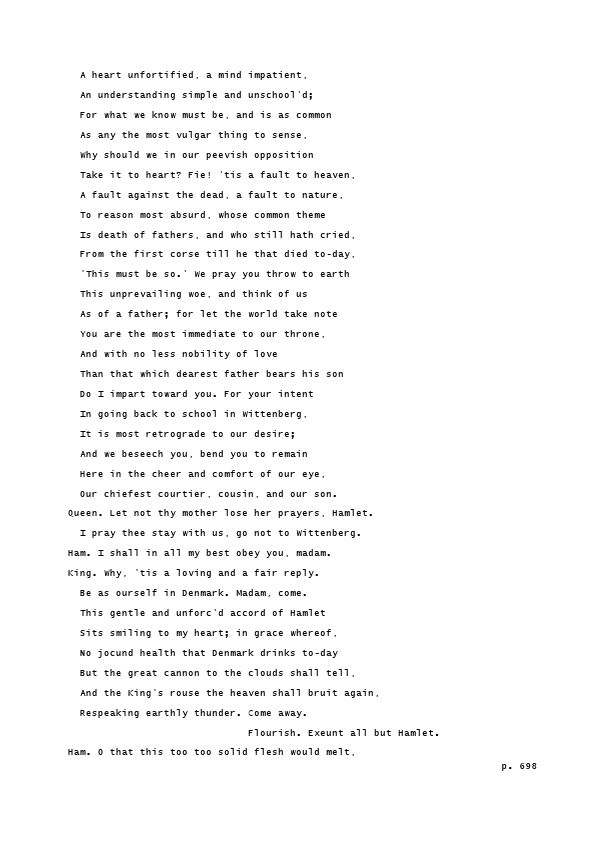 A heart unfortified, a mind impatient,
An understanding simple and unschool'd;
For what we know must be, and is as common
As any the most vulgar thing to sense,
Why should we in our peevish opposition
Take it to heart? Fie! 'tis a fault to heaven,
A fault against the dead, a fault to nature,
To reason most absurd, whose common theme
Is death of fathers, and who still hath cried,
From the first corse till he that died to-day,
'This must be so.' We pray you throw to earth
This unprevailing woe, and think of us
As of a father; for let the world take note
You are the most immediate to our throne,
And with no less nobility of love
Than that which dearest father bears his son
Do I impart toward you. For your intent
In going back to school in Wittenberg,
It is most retrograde to our desire;
And we beseech you, bend you to remain
Here in the cheer and comfort of our eye,
Our chiefest courtier, cousin, and our son.
Queen. Let not thy mother lose her prayers, Hamlet.
I pray thee stay with us, go not to Wittenberg.
Ham. I shall in all my best obey you, madam.
King. Why, 'tis a loving and a fair reply.
Be as ourself in Denmark. Madam, come.
This gentle and unforc'd accord of Hamlet
Sits smiling to my heart; in grace whereof,
No jocund health that Denmark drinks to-day
But the great cannon to the clouds shall tell,
And the King's rouse the heaven shall bruit again,
Respeaking earthly thunder. Come away.
Flourish. Exeunt all but Hamlet.
Ham. O that this too too solid flesh would melt,
p. 698